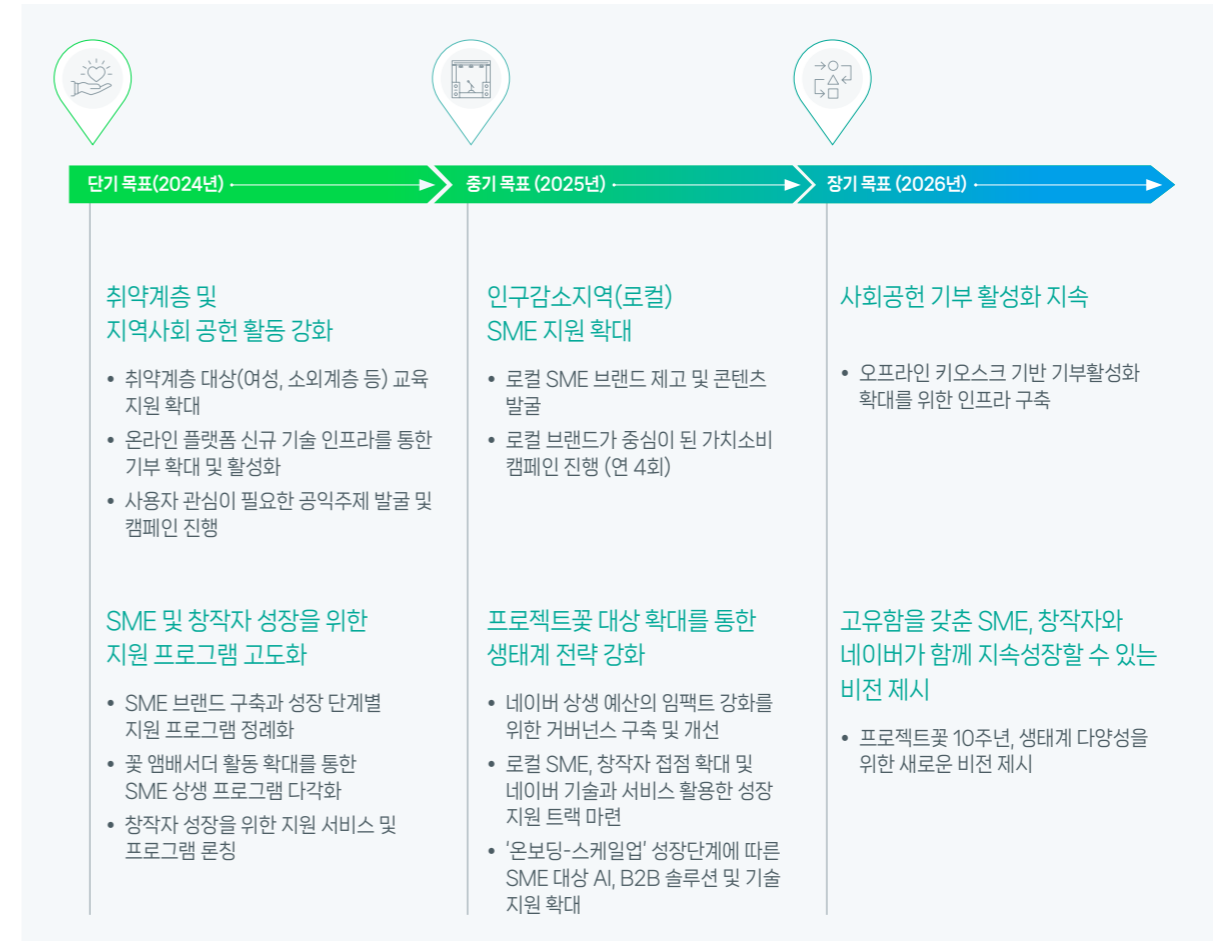 단기 목표(2024년)
중기 목표 (2025년)
장기 목표 (2026년)
취약계층 및
지역사회 공헌 활동 강화
• 취약계층 대상(여성, 소외계층 등) 교육
지원 확대
• 온라인 플랫폼 신규 기술 인프라를 통한
기부 확대 및 활성화
• 사용자 관심이 필요한 공익주제 발굴 및
캠페인 진행
인구감소지역(로컬)
SME 지원 확대
• 로컬 SME 브랜드 제고 및 콘텐츠
발굴
• 로컬 브랜드가 중심이 된 가치소비
캠페인 진행 (연 4회)
사회공헌 기부 활성화 지속
• 오프라인 키오스크 기반 기부활성화
확대를 위한 인프라 구축
SME 및 창작자 성장을 위한
지원 프로그램 고도화
• SME 브랜드 구축과 성장 단계별
지원 프로그램 정례화
• 꽃 앰배서더 활동 확대를 통한
SME 상생 프로그램 다각화
• 창작자 성장을 위한 지원 서비스 및
프로그램 론칭
프로젝트꽃 대상 확대를 통한
생태계 전략 강화
• 네이버 상생 예산의 임팩트 강화를
위한 거버넌스 구축 및 개선
• 로컬 SME, 창작자 접점 확대 및
네이버 기술과 서비스 활용한 성장
지원 트랙 마련
• ‘온보딩-스케일업’ 성장단계에 따른
SME 대상 AI, B2B 솔루션 및 기술
지원 확대
고유함을 갖춘 SME, 창작자와
네이버가 함께 지속성장할 수 있는
비전 제시
• 프로젝트꽃 10주년, 생태계 다양성을
위한 새로운 비전 제시